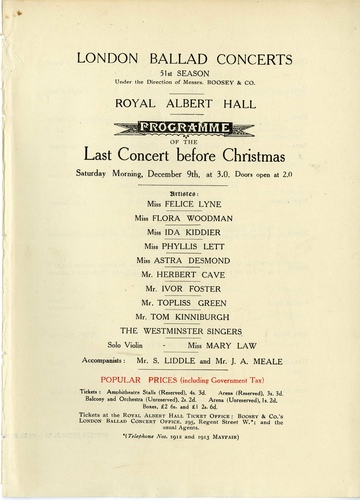 LONDON BALLAD CONCERTS
51st SEASON
Under the Direction of Messrs. BOOSEY & CO.
ROYAL ALBERT HALL
PROGRAMME
OF THE
Last Concert before Christmas
Saturday Morning, December 9th, at 3.0. Doors open at 2.0
Artistes:
Miss FELICE LYNE
Miss FLORA WOODMAN
Miss IDA KIDDIER
Miss PHYLLIS LETT
Miss ASTRA DESMOND
Mr. HERBERT CAVE
Mr. IVOR FOSTER
Mr. TOPLISS GREEN
Mr. TOM KINNIBURGH
THE WESTMINSTER SINGERS
Solo Violin - Miss MARY LAW
Accompanists: Mr. S. LIDDLE and Mr. J. A. MEALE
POPULAR PRICES (including Government Tax)
Tickets: Amphitheatre Stalls (Reserved), 4s. 3d. Arena (Reserved), 3s. 3d.
Balcony and Orchestra (Unreserved), 2s. 2d. Arena (Unreserved), 1s. 2d.
Boxes, £2 6s. and £1 2s. 6d.
Tickets at the ROYAL ALBERT HALL TICKET OFFICE; BOOSEY & CO.'S
LONDON BALLAD CONCERT OFFICE, 295, Regent Street W.*; and the
usual Agents.
*(Telephone Nos. 1912 and 1913 MAYFAIR)